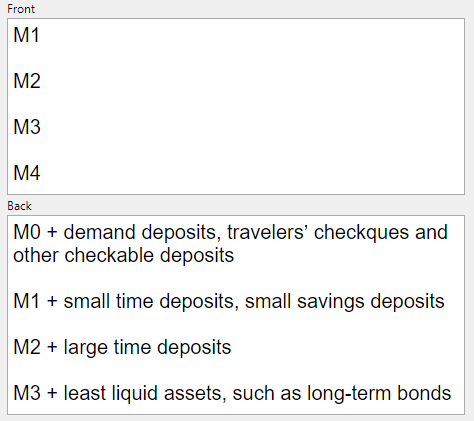 Front
M1
M2
M3
M4
Back
M0 + demand deposits, travelers’ checkques and
other checkable deposits
M1 + small time deposits, small savings deposits
M2 + large time deposits
M3 + least liquid assets, such as long-term bonds